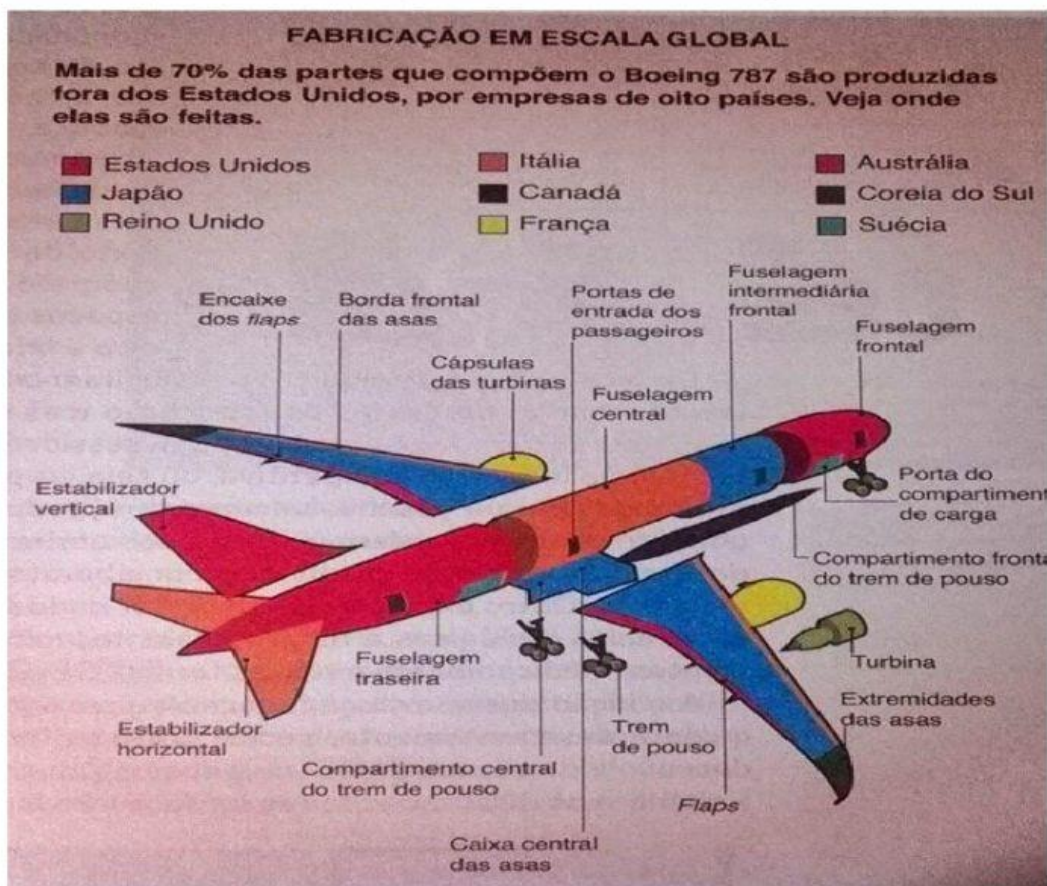 FABRICAÇÃO EM ESCALA GLOBAL
Mais de 70% das partes que compõem o Boeing 787 são produzidas
fora dos Estados Unidos, por empresas de oito países. Veja onde
elas são feitas.
Estados Unidos
Itália
Austrália
Japão
Canadá
Coreia do Sul
Reino Unido
França
Suécia
Encaixe
dos flaps
Borda frontal
das asas
Cápsulas
das turbinas
Portas de
entrada dos
passageiros
Fuselagem
central
Fuselagem
intermediária
frontal
Fuselagem
frontal
Estabilizador
vertical
Porta do
compartiment
de carga
Compartimento fronta
do trem de pouso
Turbina
Fuselagem
traseira
Estabilizador
horizontal
Compartimento central
do trem de pouso
Trem
de pouso
Extremidades
das asas
Flaps
Caixa central
das asas